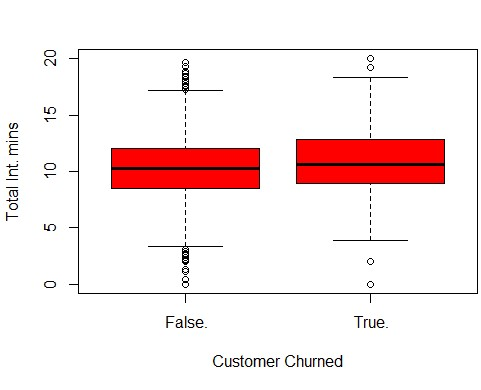 Total Int. mins
20
15
10
5
0
False.
True.
Customer Churned